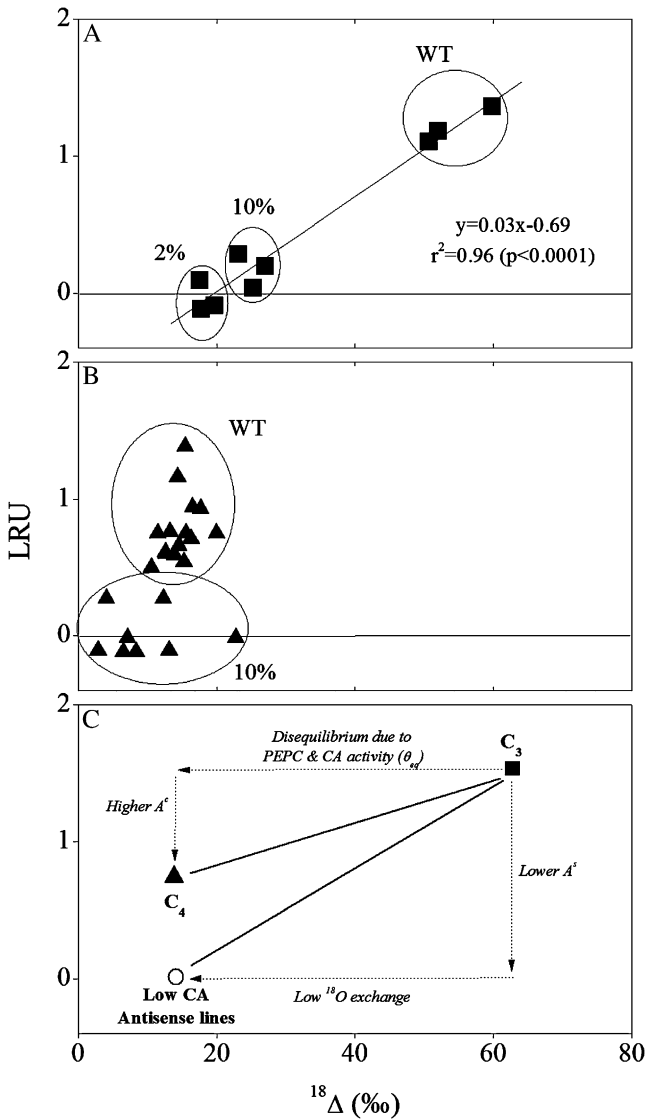 2
A
WT
1
10%
2%
y=0.03x-0.69
r²=0.96 (p<0.0001)
0
2
B
WT
1
LRU
0
10%
2
C
Disequilibrium due to
PEPC & CA activity (θeq)
C₃
Higher Aᶜ
1
C₄
Lower Aˢ
0
Low CA
Antisense lines
Low ¹⁸O exchange
0 20 40 60 80
¹⁸Δ (‰)